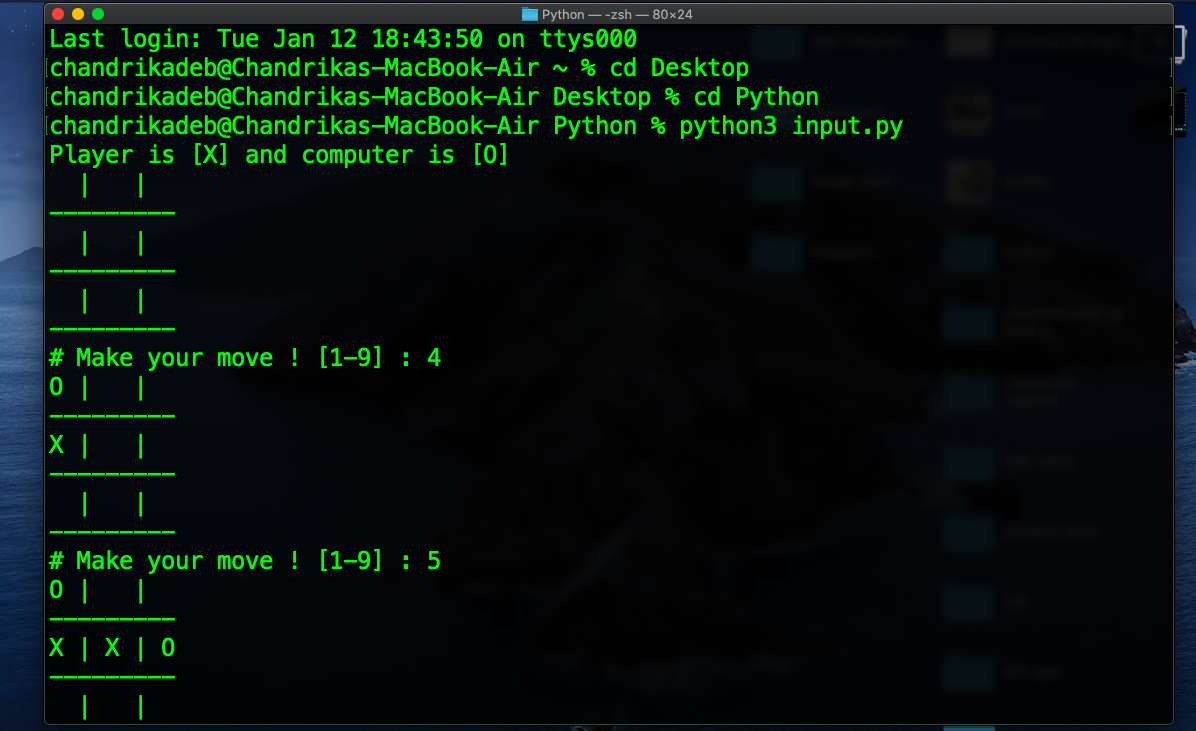 Python — -zsh — 80×24
Last login: Tue Jan 12 18:43:50 on ttys000
chandrikadeb@Chandrikas-MacBook-Air ~ % cd Desktop
chandrikadeb@Chandrikas-MacBook-Air Desktop % cd Python
chandrikadeb@Chandrikas-MacBook-Air Python % python3 input.py
Player is [X] and computer is [O]
  |   |
---------
  |   |
---------
  |   |
---------
# Make your move ! [1-9] : 4
O |   |
---------
X |   |
---------
  |   |
---------
# Make your move ! [1-9] : 5
O |   |
---------
X | X | O
---------
  |   |